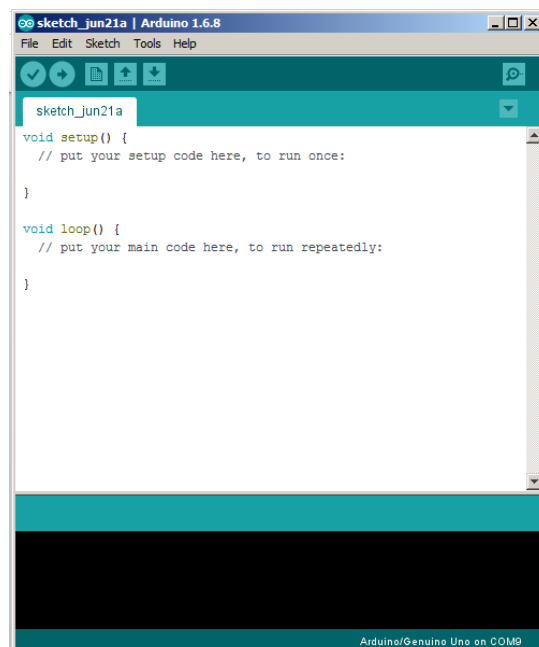 sketch_jun21a | Arduino 1.6.8
File Edit Sketch Tools Help
sketch_jun21a
void setup() {
  // put your setup code here, to run once:
}
void loop() {
  // put your main code here, to run repeatedly:
}
Arduino/Genuino Uno on COM9